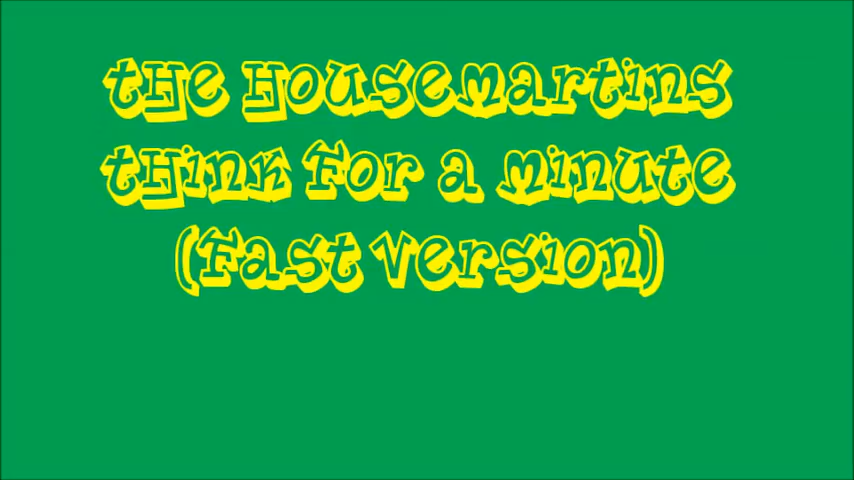 tHe HousemartinS
tHink For a minute
(Fast Version)